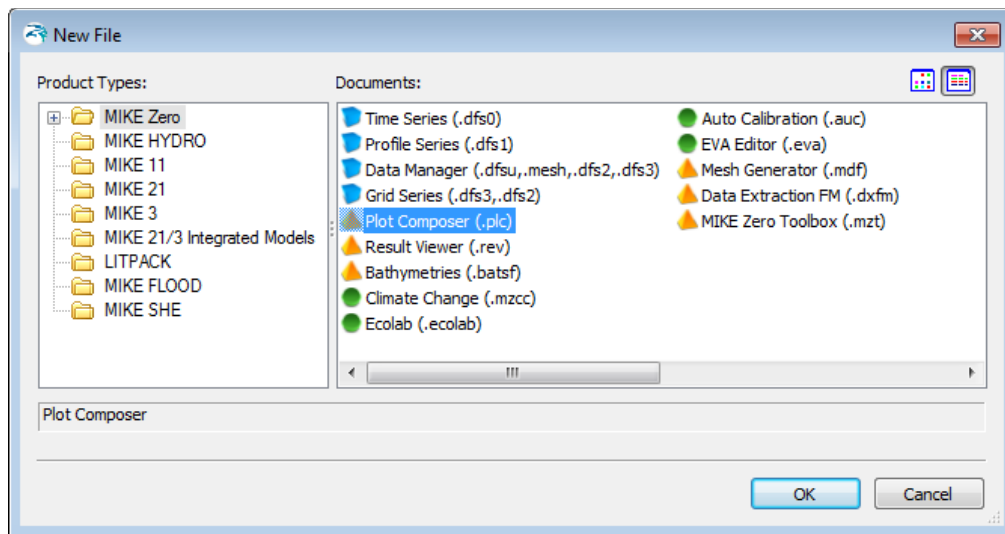 New File
Product Types:
Documents:
MIKE Zero
MIKE HYDRO
MIKE 11
MIKE 21
MIKE 3
MIKE 21/3 Integrated Models
LITPACK
MIKE FLOOD
MIKE SHE
Time Series (.dfs0)
Profile Series (.dfs1)
Data Manager (.dfsu,.mesh,.dfs2,.dfs3)
Grid Series (.dfs3,.dfs2)
Plot Composer (.plc)
Result Viewer (.rev)
Bathymetries (.batsf)
Climate Change (.mzcc)
Ecolab (.ecolab)
Auto Calibration (.auc)
EVA Editor (.eva)
Mesh Generator (.mdf)
Data Extraction FM (.dxfm)
MIKE Zero Toolbox (.mzt)
Plot Composer
OK
Cancel